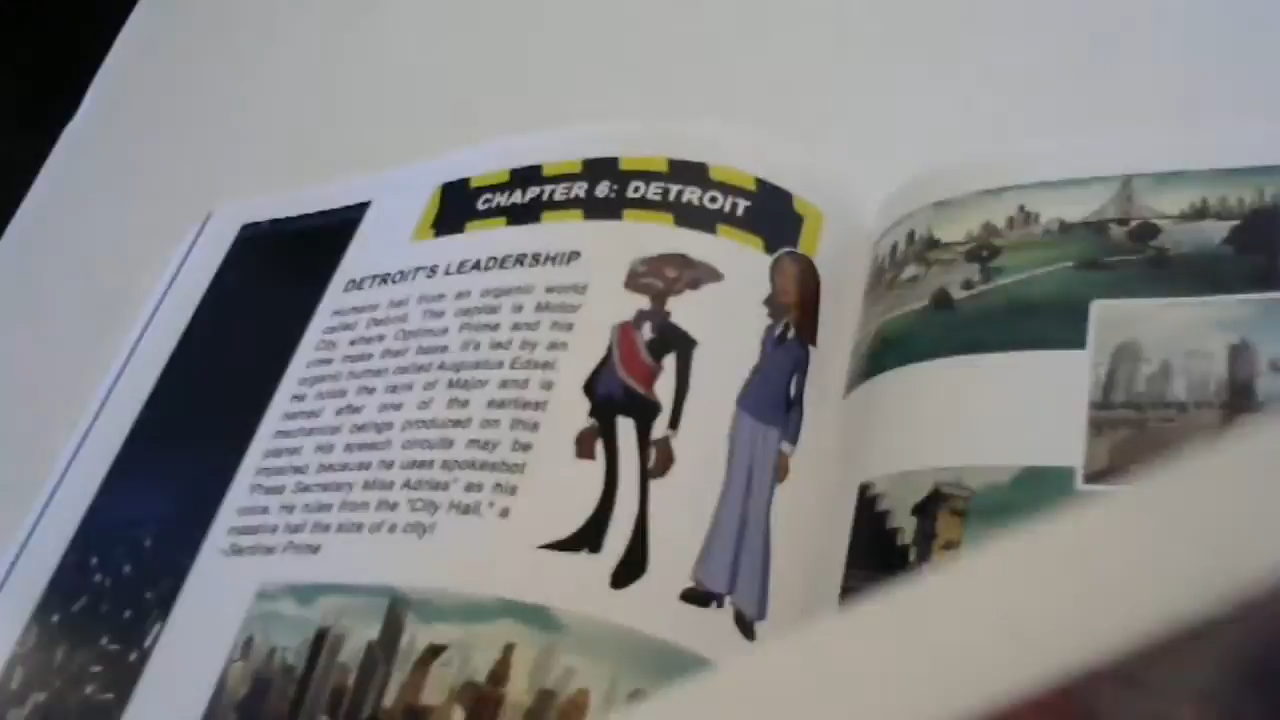 CHAPTER 6: DETROIT
DETROIT'S LEADERSHIP
Humans hail from an organic world
called Detroit. The capital is Motor
City, where Optimus Prime and his
crew make their base. It's led by an
organic human called Augustus Edsel.
He holds the rank of Major and is
named after one of the earliest
mechanical beings produced on this
planet. His speech circuits may be
impaired because he uses spokesbot
"Press Secretary Miss Adriea" as his
voice. He rules from the "City Hall," a
massive hall the size of a city!
-Sentinel Prime